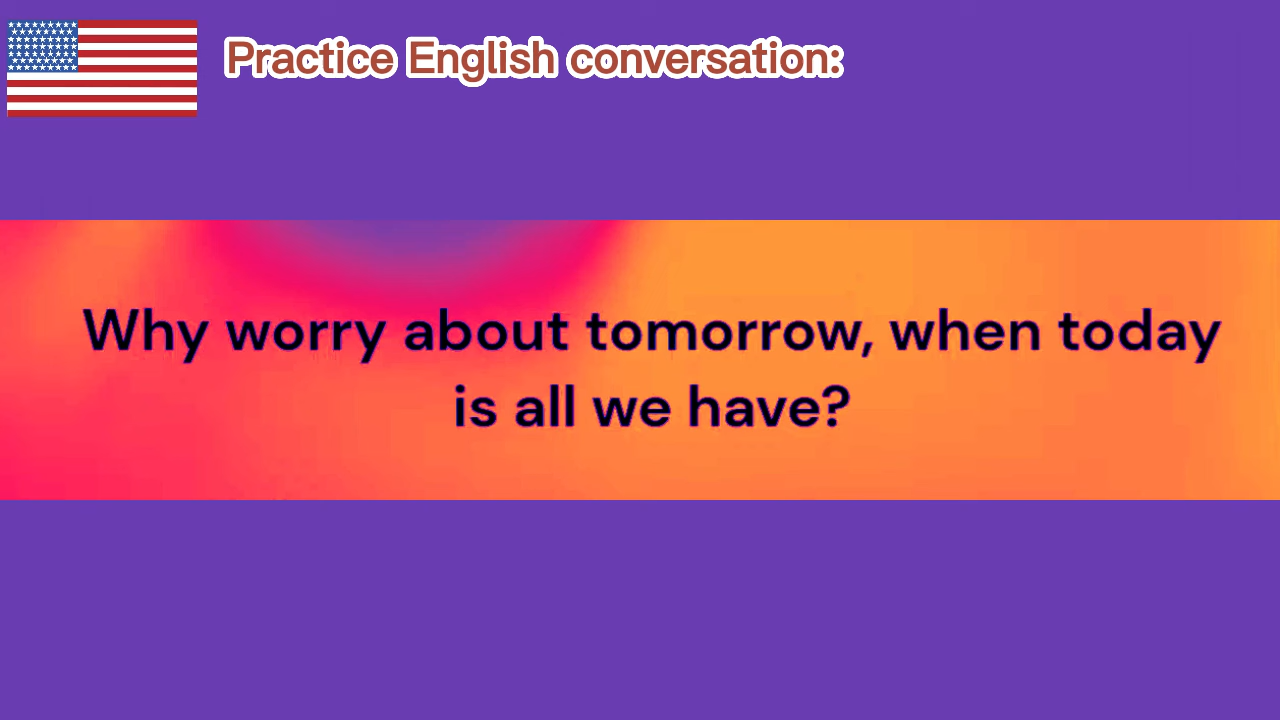 Practice English conversation:
Why worry about tomorrow, when today
is all we have?